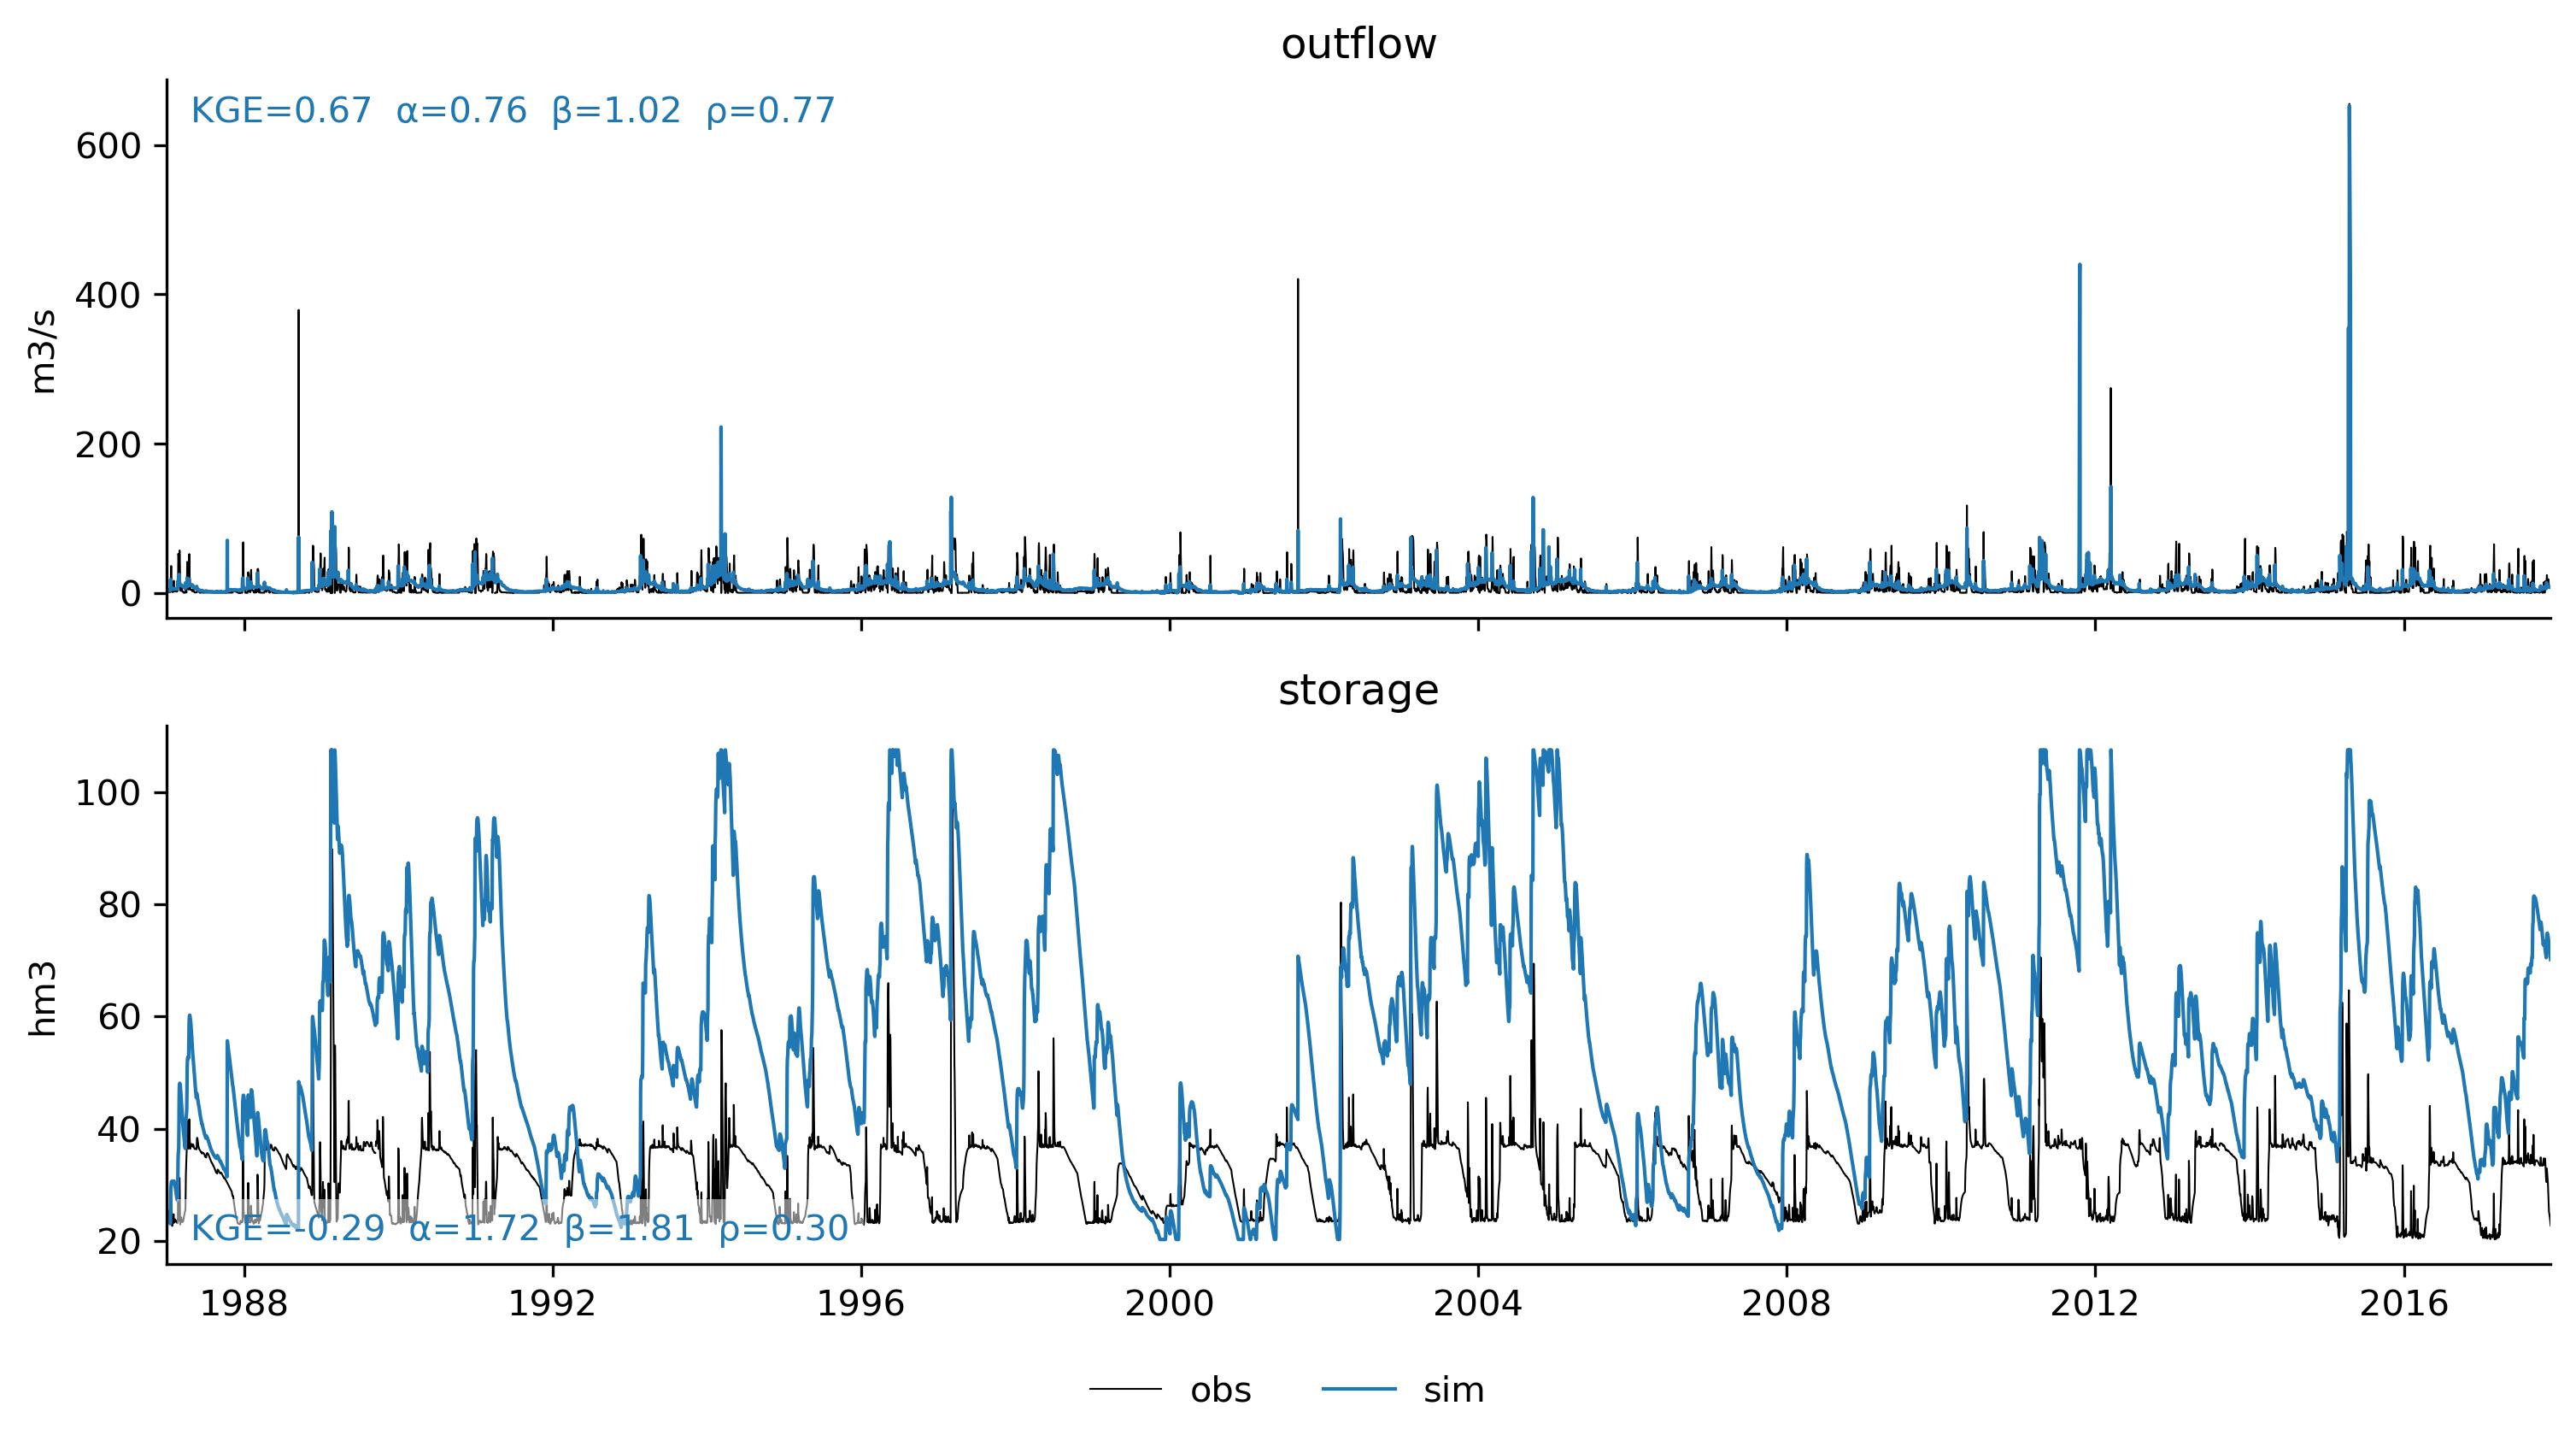 outflow
KGE=0.67 α=0.76 β=1.02 ρ=0.77
600
400
200
0
m3/s
storage
100
80
60
40
20
hm3
KGE=-0.29 α=1.72 β=1.81 ρ=0.30
1988 1992 1996 2000 2004 2008 2012 2016
obs sim